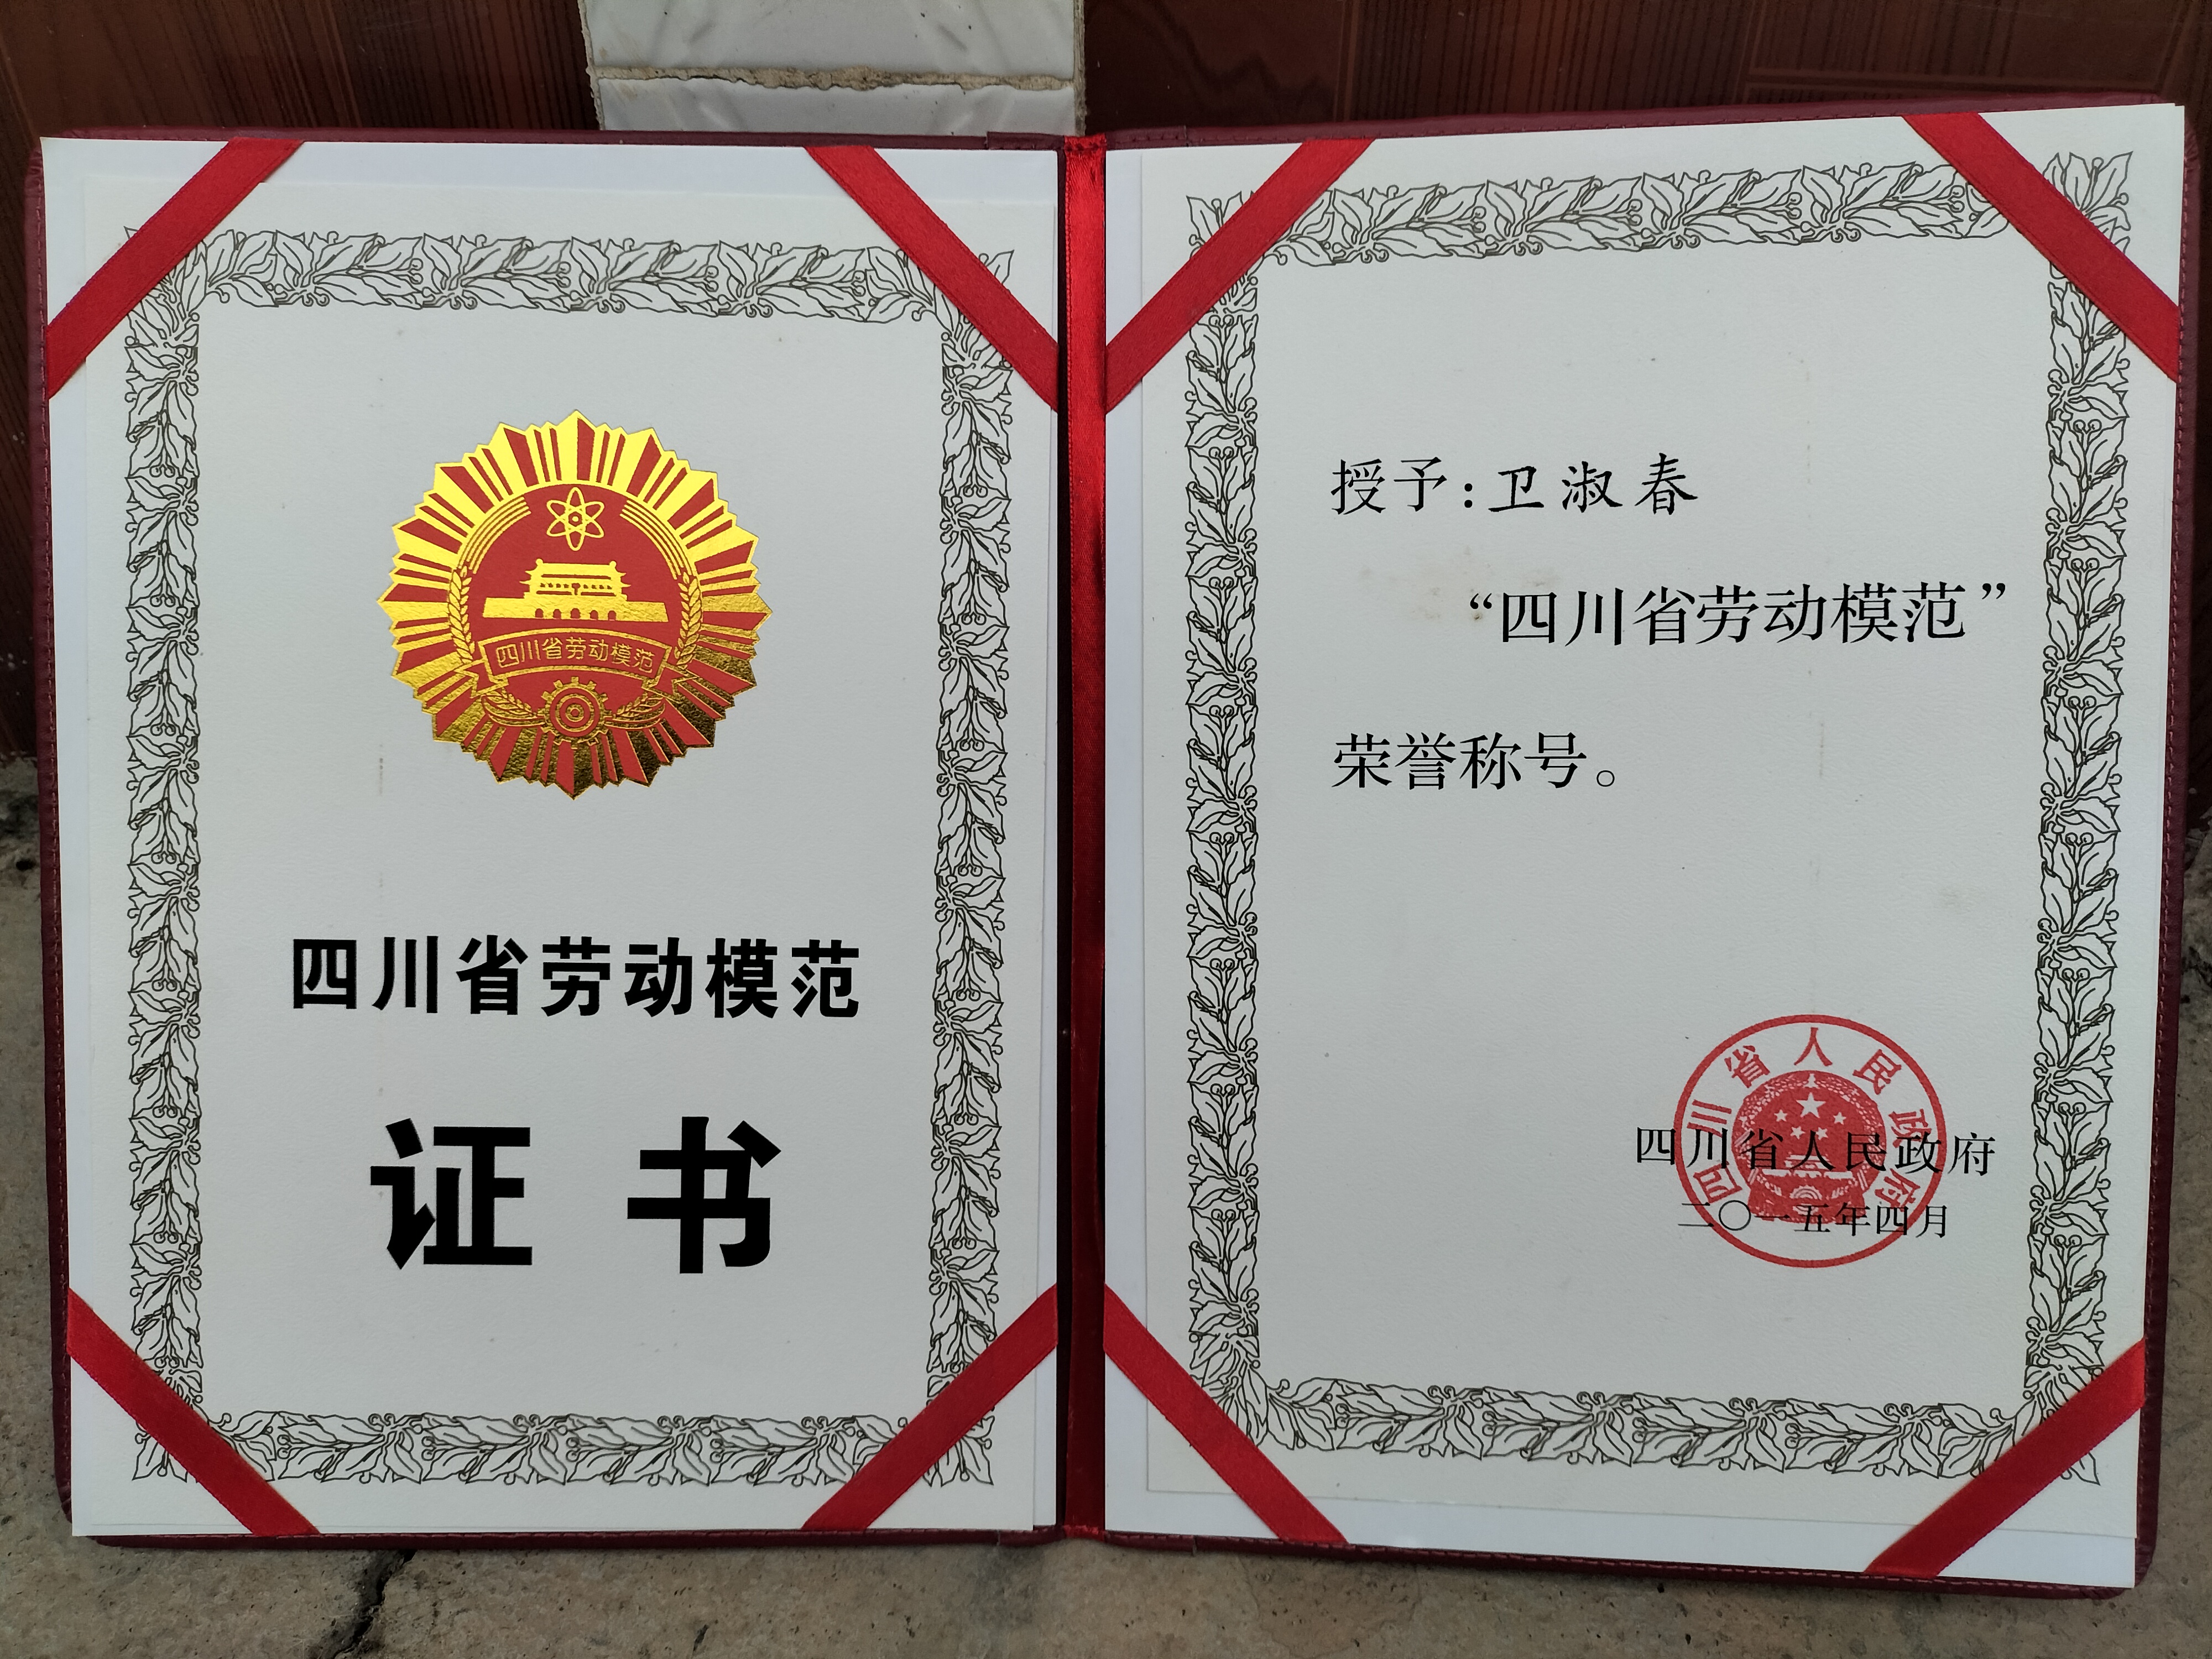 四川省劳动模范
四川省劳动模范
证书
授予:卫淑春
“四川省劳动模范”
荣誉称号。
四川省人民政府
四川省人民政府
二〇一五年四月